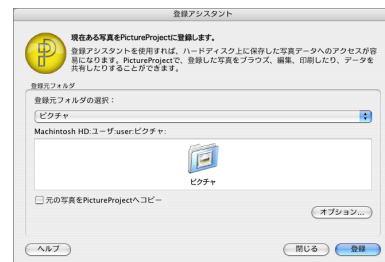 登録アシスタント
現在ある写真をPictureProjectに登録します。
登録アシスタントを使用すれば、ハードディスク上に保存した写真データへのアクセスが容
易になります。PictureProjectで、登録した写真をブラウズ、編集、印刷したり、データを
共有したりすることができます。
登録元フォルダ
登録元フォルダの選択：
ピクチャ
Machintosh HD:ユーザ:user:ピクチャ:
ピクチャ
元の写真をPictureProjectへコピー
オプション...
ヘルプ
閉じる
登録